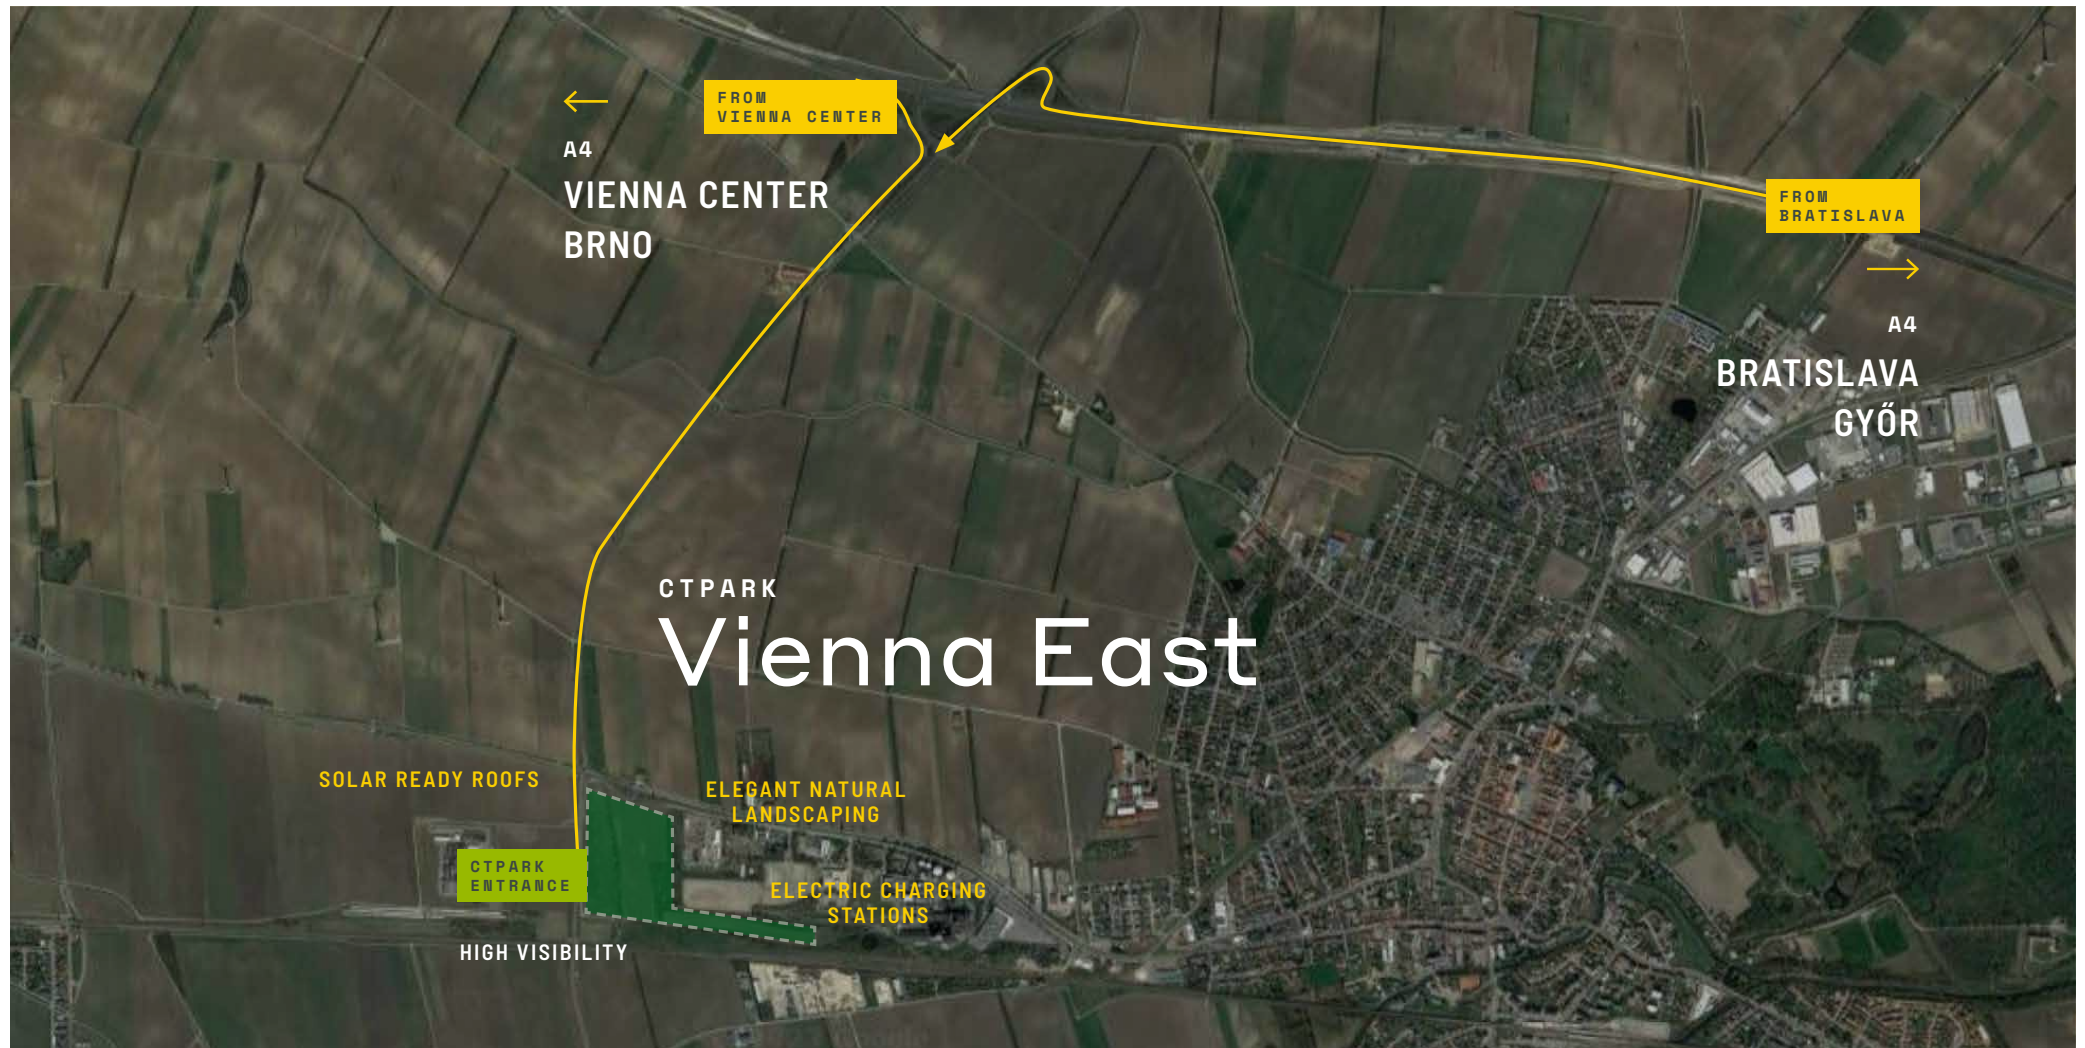 FROM
VIENNA CENTER
A4
VIENNA CENTER
BRNO
FROM
BRATISLAVA
A4
BRATISLAVA
GYŐR
CTPARK
Vienna East
SOLAR READY ROOFS
ELEGANT NATURAL
LANDSCAPING
CTPARK
ENTRANCE
ELECTRIC CHARGING
STATIONS
HIGH VISIBILITY